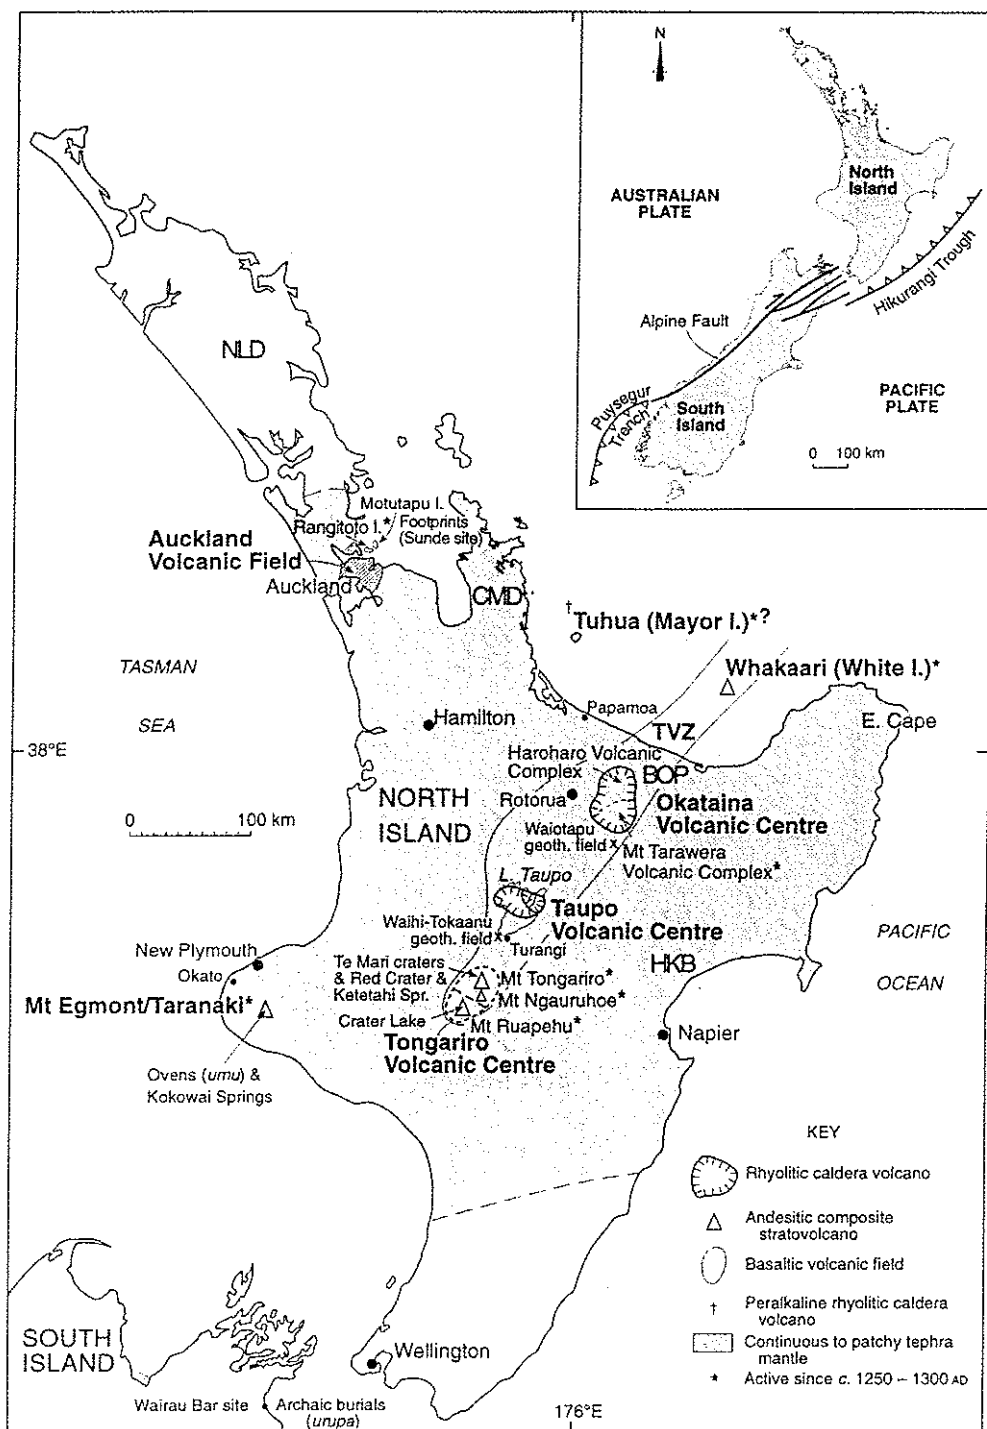 N
AUSTRALIAN
PLATE
North
Island
Hikurangi Trough
Alpine Fault
Puysegur
Trench
South
Island
PACIFIC
PLATE
0 100 km
NLD
Motutapu I.
Rangitoto I.*
Footprints
(Sunde site)
Auckland
Volcanic Field
Auckland
CMD
†Tuhua (Mayor I.)*?
Whakaari (White I.)*
TASMAN
SEA
Papamoa
Hamilton
TVZ
E. Cape
38°E
Haroharo Volcanic
Complex
BOP
NORTH
ISLAND
Rotorua
Okataina
Volcanic Centre
0 100 km
Waiotapu
geoth. field
Mt Tarawera
Volcanic Complex*
L. Taupo
Taupo
Volcanic Centre
Waihi-Tokaanu
geoth. field
Turangi
PACIFIC
OCEAN
New Plymouth
Okato
Te Mari craters
& Red Crater &
Ketetahi Spr.
Mt Tongariro*
HKB
Mt Egmont/Taranaki*
Mt Ngauruhoe*
Crater Lake
Mt Ruapehu*
Napier
Tongariro
Volcanic Centre
Ovens (umu) &
Kokowai Springs
KEY
Rhyolitic caldera volcano
Andesitic composite
stratovolcano
Basaltic volcanic field
† Peralkaline rhyolitic caldera
volcano
Continuous to patchy tephra
mantle
* Active since c. 1250 – 1300 AD
SOUTH
ISLAND
Wellington
Wairau Bar site
Archaic burials
(urupa)
176°E